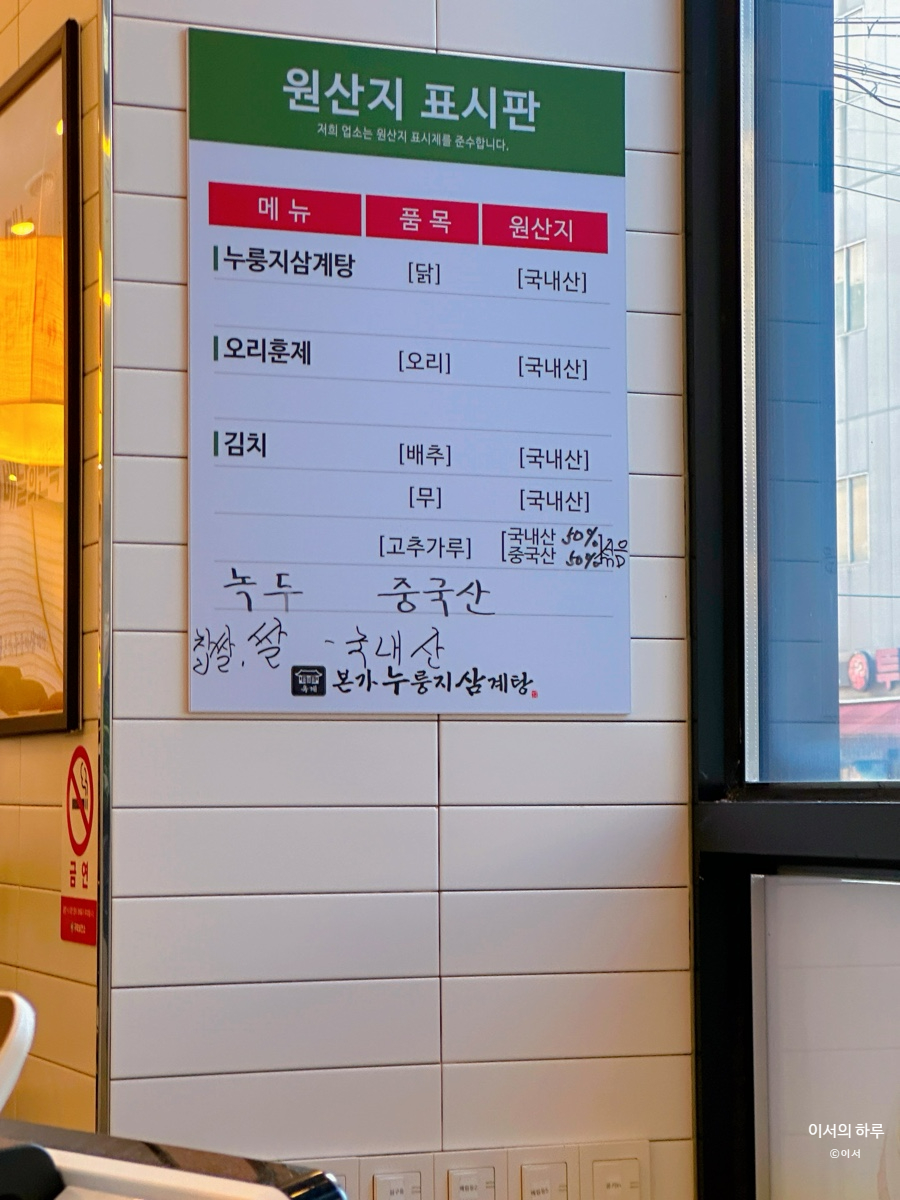 원산지 표시판
저희 업소는 원산지 표시제를 준수합니다.
메뉴 품목 원산지
누룽지삼계탕 [닭] [국내산]
오리훈제 [오리] [국내산]
김치 [배추] [국내산]
[무] [국내산]
[고추가루] [국내산 50%
중국산 50%
녹두 중국산
찹쌀, 쌀 - 국내산
본가누룽지삼계탕
금연
이서의 하루
©이서